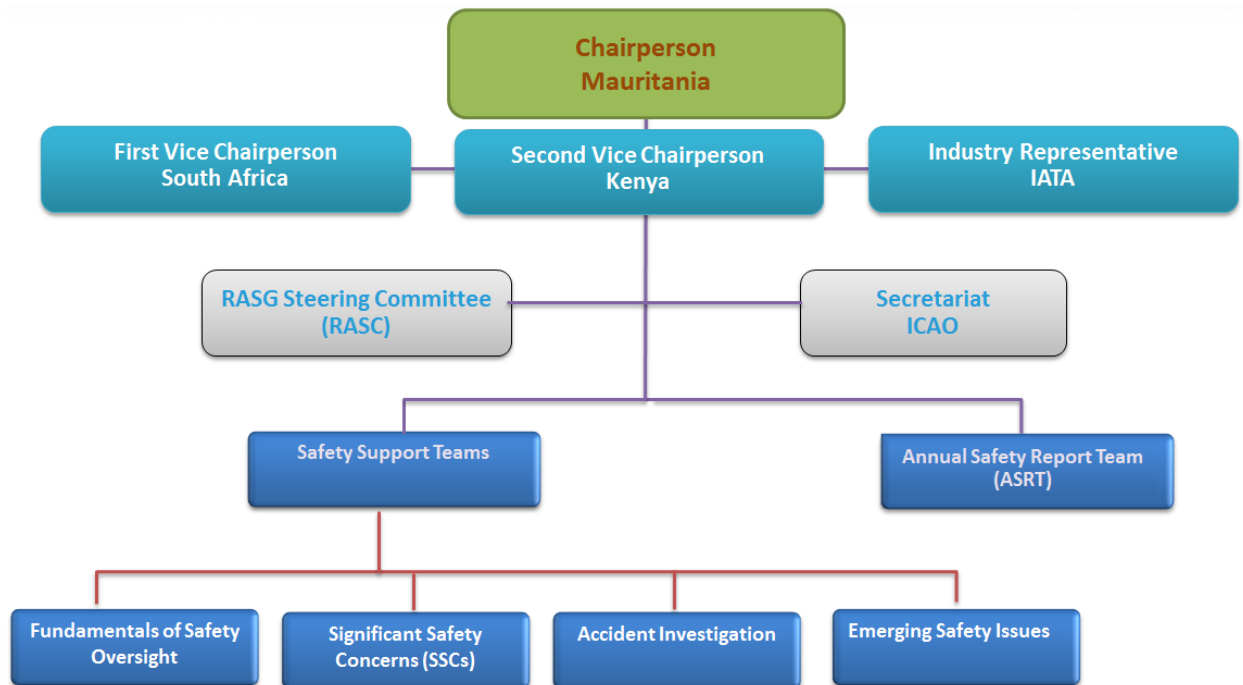 Chairperson
Mauritania
First Vice Chairperson
South Africa
Second Vice Chairperson
Kenya
Industry Representative
IATA
RASG Steering Committee
(RASC)
Secretariat
ICAO
Safety Support Teams
Annual Safety Report Team
(ASRT)
Fundamentals of Safety
Oversight
Significant Safety
Concerns (SSCs)
Accident Investigation
Emerging Safety Issues